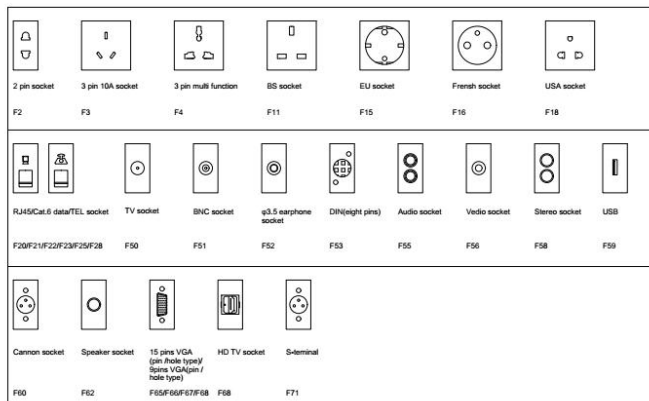 2 pin socket 3 pin 10A socket 3 pin multi function BS socket EU socket Frensh socket USA socket
F2 F3 F4 F11 F15 F16 F18
RJ45/Cat.6 data/TEL socket TV socket BNC socket φ3.5 earphone socket DIN(eight pins) Audio socket Vedio socket Stereo socket USB
F20/F21/F22/F23/F25/F28 F50 F51 F52 F53 F55 F56 F58 F59
Cannon socket Speaker socket 15 pins VGA (pin /hole type)/ 9pins VGA(pin / hole type) HD TV socket S•teminal
F60 F62 F65/F66/F67/F68 F68 F71